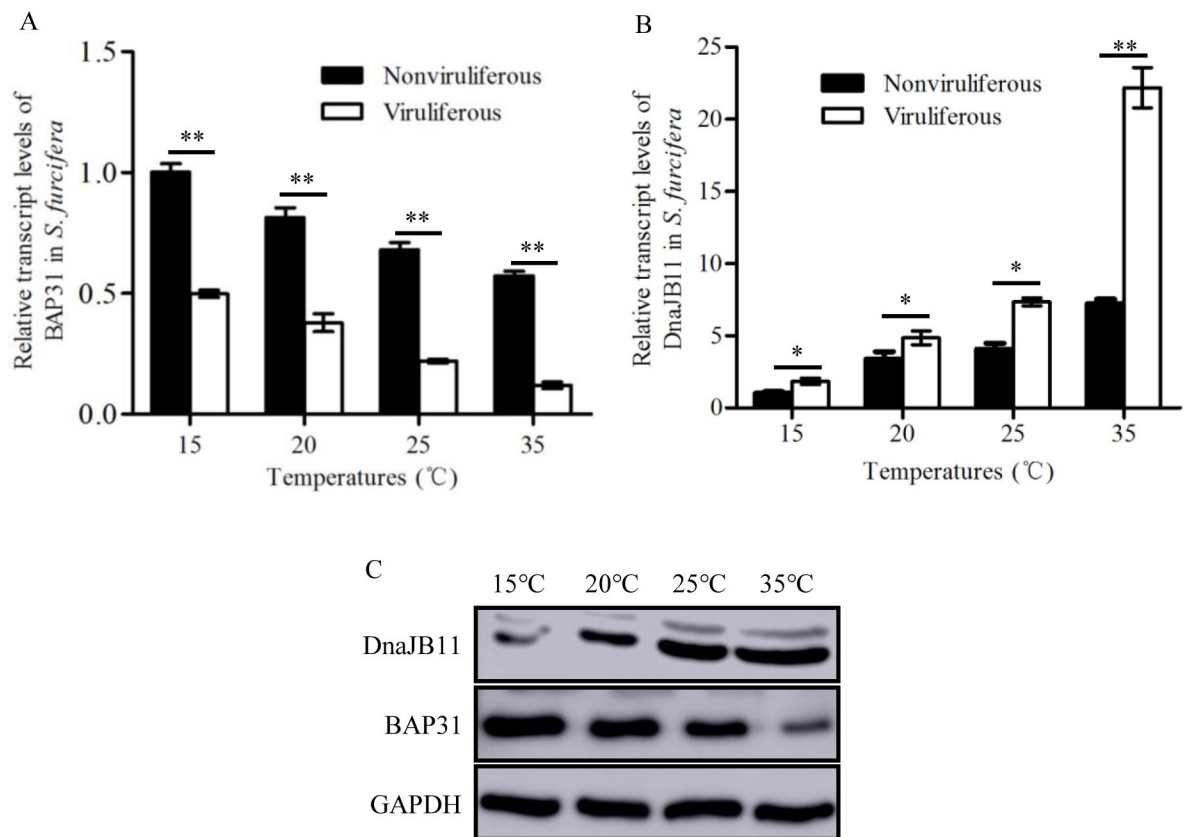 A
Relative transcript levels of
BAP31 in S. furcifera
1.5
1.0
0.5
0.0
Nonviruliferous
Viruliferous
**
**
**
**
15 20 25 35
Temperatures (℃)
B
Relative transcript levels of
DnaJB11 in S. furcifera
25
20
15
10
5
0
Nonviruliferous
Viruliferous
*
*
*
**
15 20 25 35
Temperatures (℃)
C
15℃ 20℃ 25℃ 35℃
DnaJB11
BAP31
GAPDH